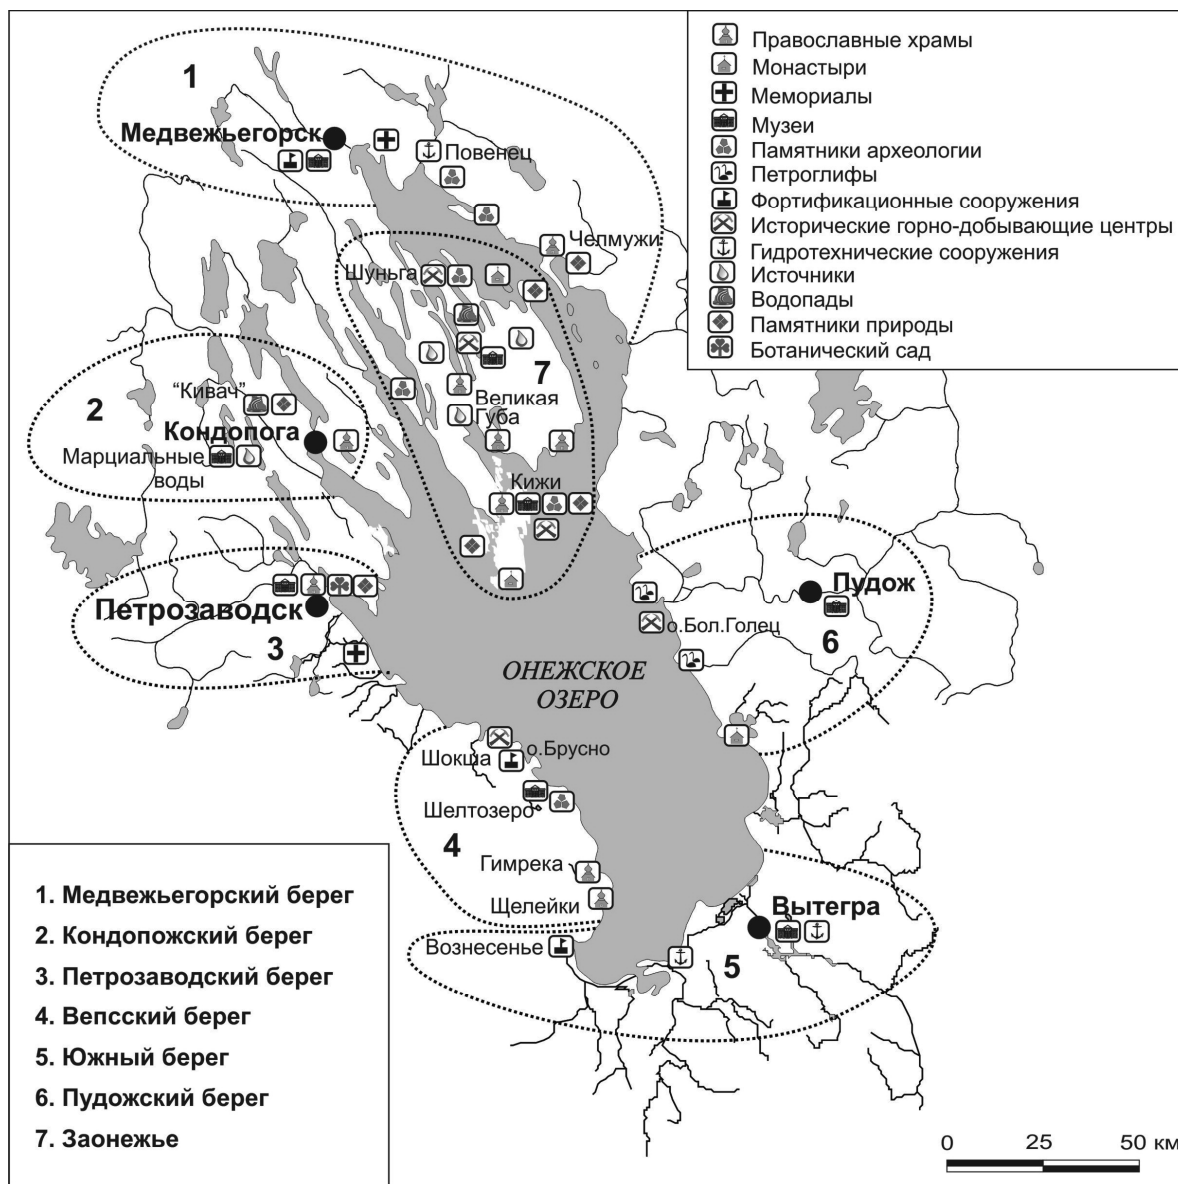 1
Медвежьегорск
Повенец
Челмужи
Шуньга
7
Великая
Губа
"Кивач"
2
Кондопога
Марциальные
воды
Кижи
Петрозаводск
3
Пудож
6
о.Бол.Голец
ОНЕЖСКОЕ
ОЗЕРО
о.Брусно
Шокша
Шелтозеро
4
Гимрека
Щелейки
Вознесенье
Вытегра
5
Православные храмы
Монастыри
Мемориалы
Музеи
Памятники археологии
Петроглифы
Фортификационные сооружения
Исторические горно-добывающие центры
Гидротехнические сооружения
Источники
Водопады
Памятники природы
Ботанический сад
1. Медвежьегорский берег
2. Кондопожский берег
3. Петрозаводский берег
4. Вепсский берег
5. Южный берег
6. Пудожский берег
7. Заонежье
0 25 50 км